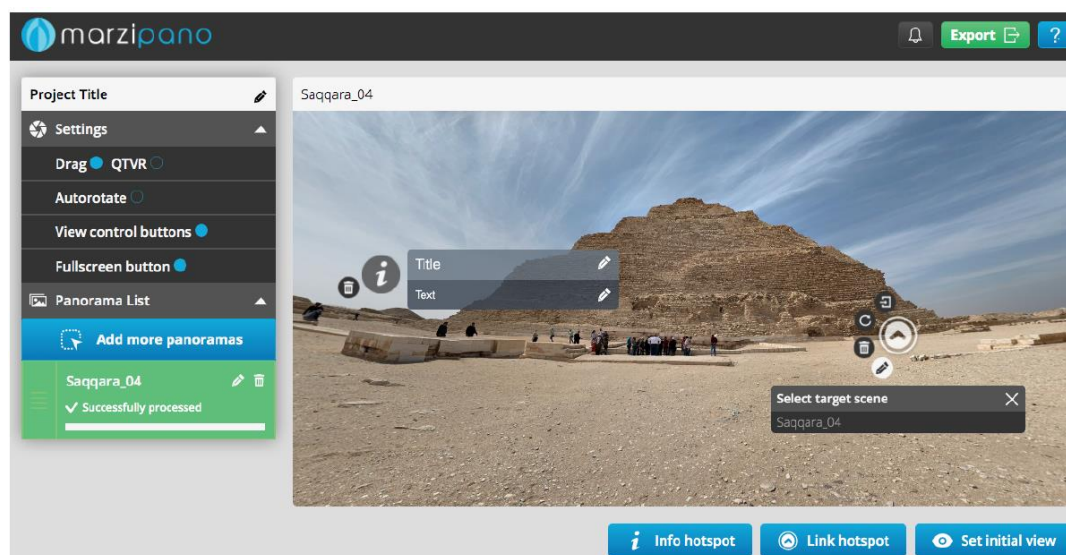 marzipano
Export
?
Project Title
Settings
Drag QTVR
Autorotate
View control buttons
Fullscreen button
Panorama List
Add more panoramas
Saqqara_04
Successfully processed
Saqqara_04
i
Title
Text
Select target scene
Saqqara_04
i Info hotspot
Link hotspot
Set initial view